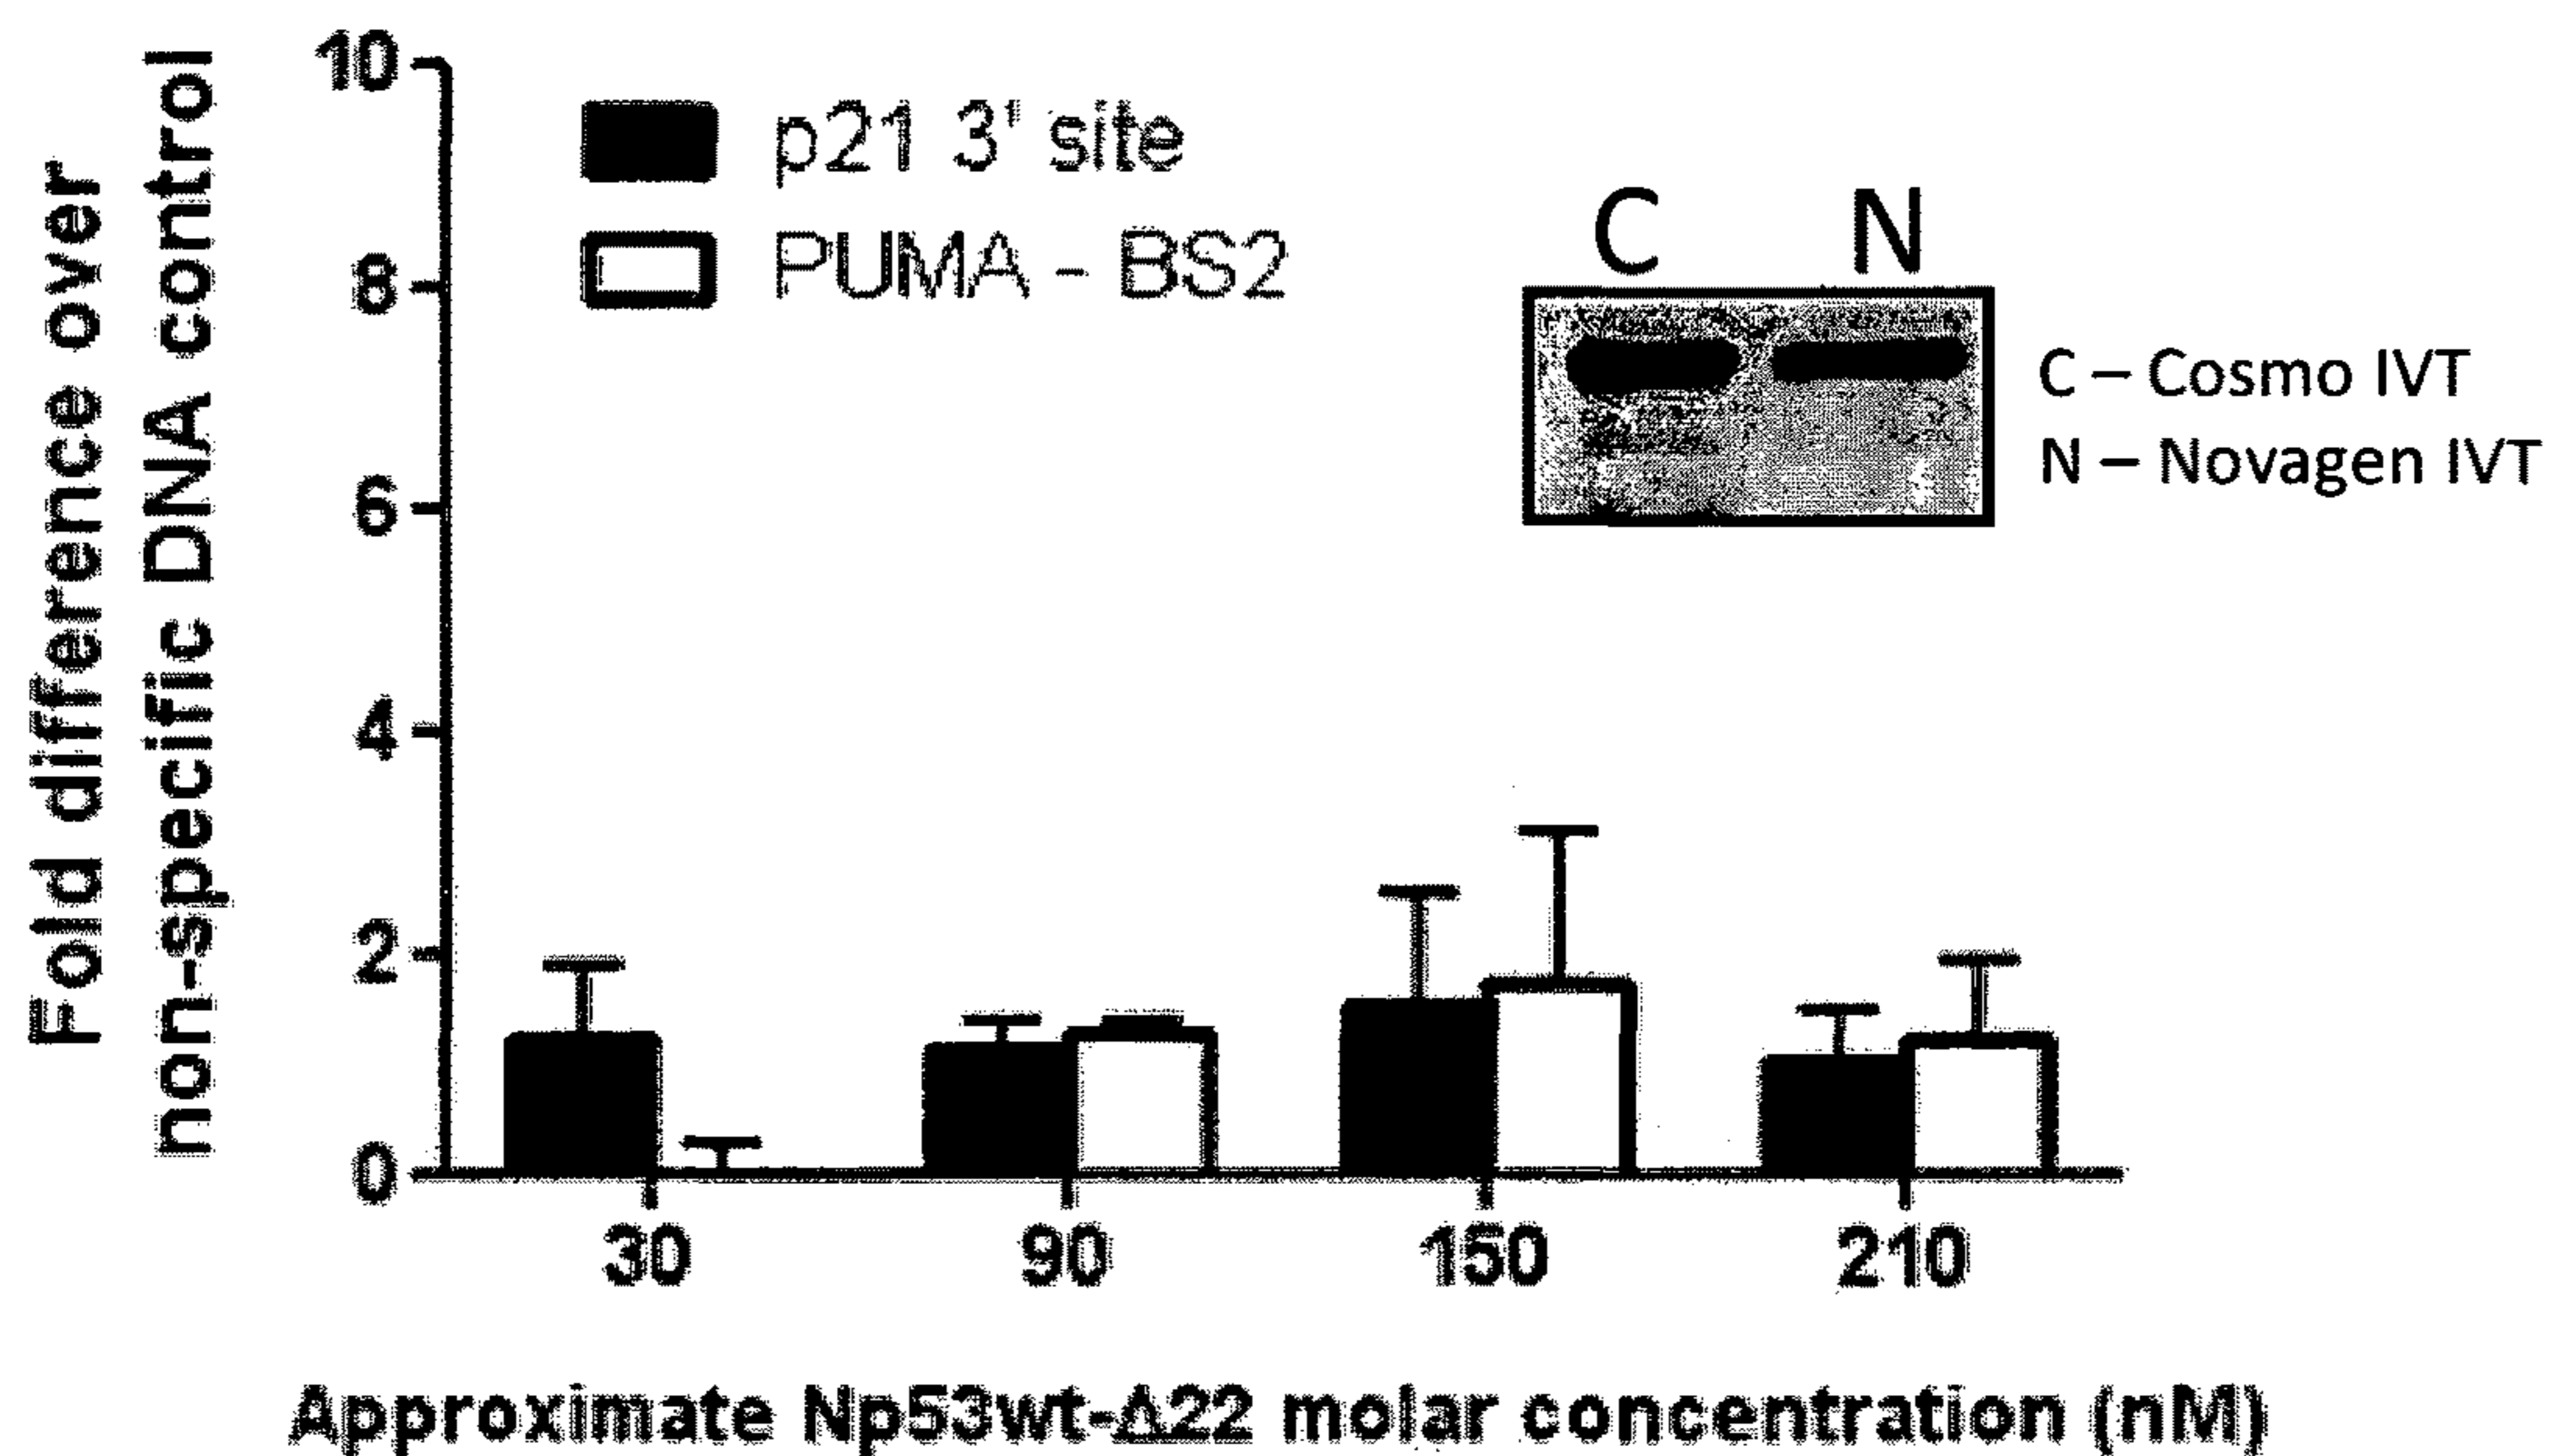 Fold difference over
non-specific DNA control
10
8
6
4
2
0
p21 3' site
PUMA - BS2
C N
C – Cosmo IVT
N – Novagen IVT
30 90 150 210
Approximate Np53wt-Δ22 molar concentration (nM)